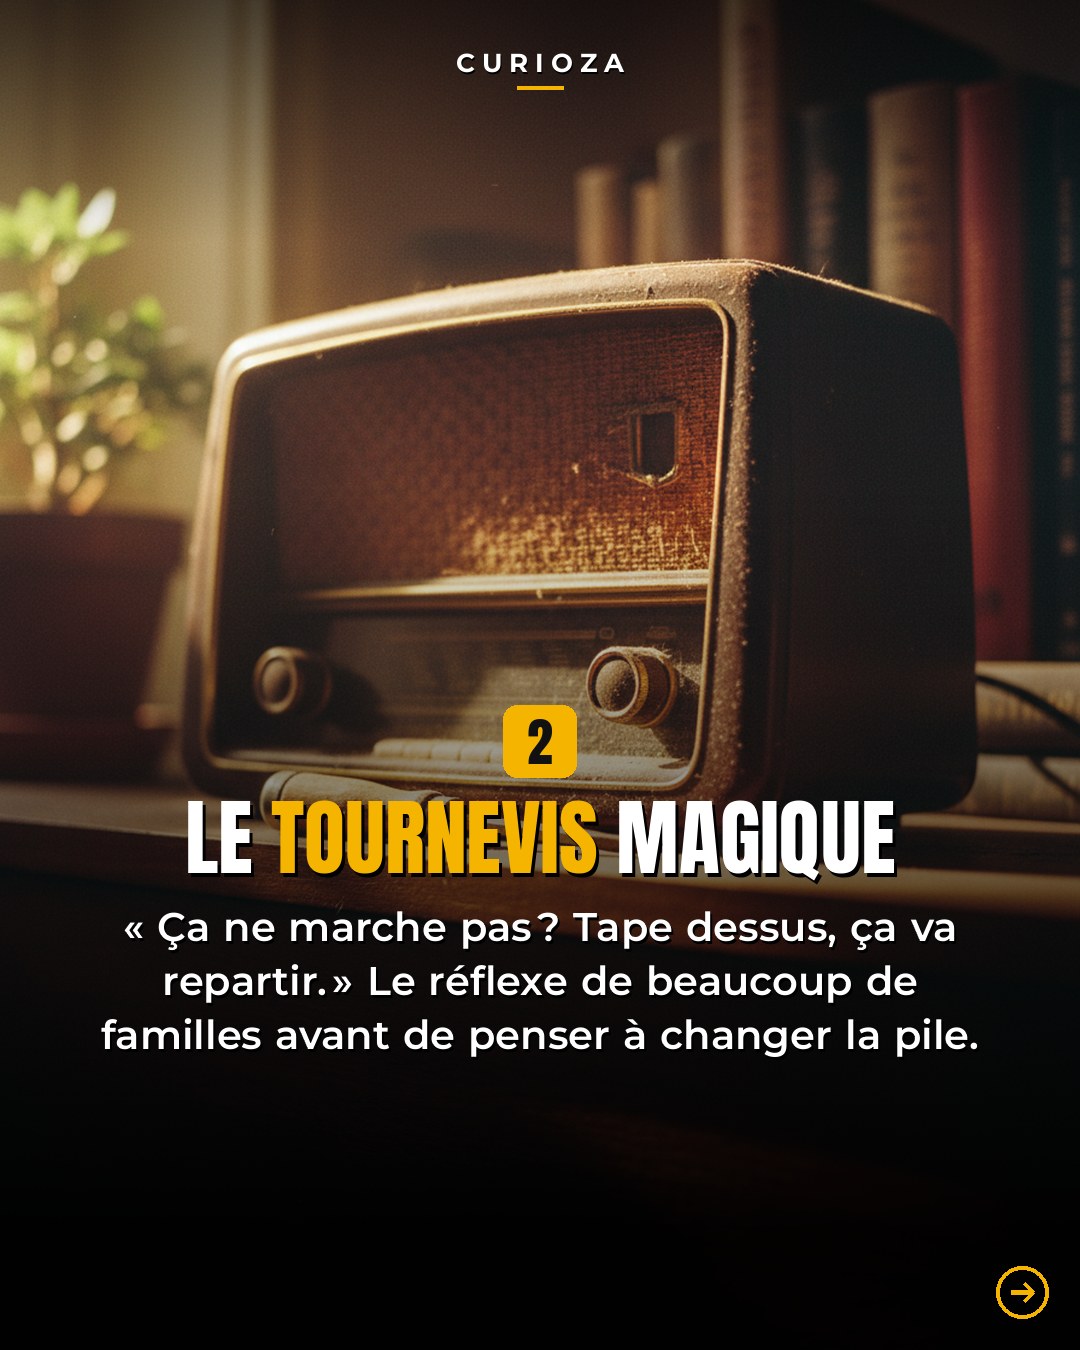 CURIOZA
2
LE TOURNEVIS MAGIQUE
« Ça ne marche pas ? Tape dessus, ça va
repartir. » Le réflexe de beaucoup de
familles avant de penser à changer la pile.